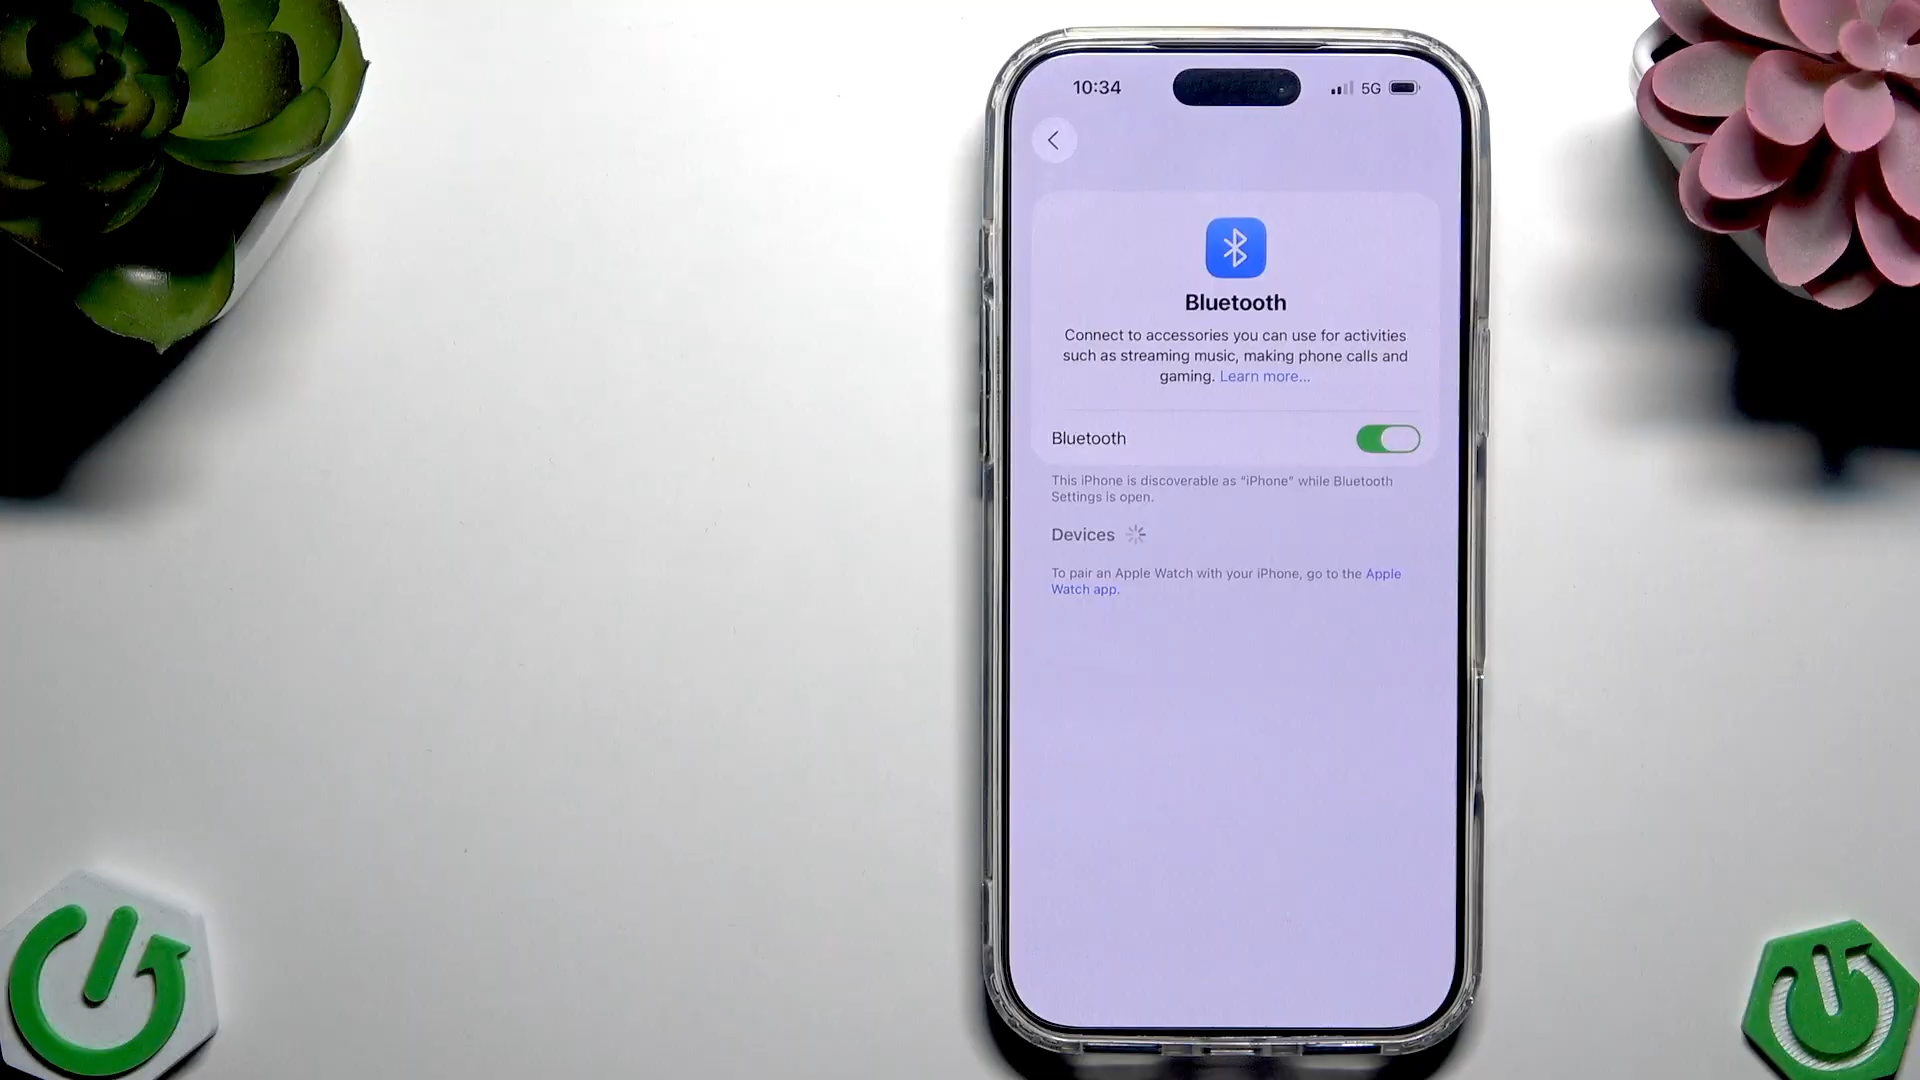 10:34
5G
Bluetooth
Connect to accessories you can use for activities
such as streaming music, making phone calls and
gaming. Learn more...
Bluetooth
This iPhone is discoverable as “iPhone” while Bluetooth
Settings is open.
Devices
To pair an Apple Watch with your iPhone, go to the Apple
Watch app.